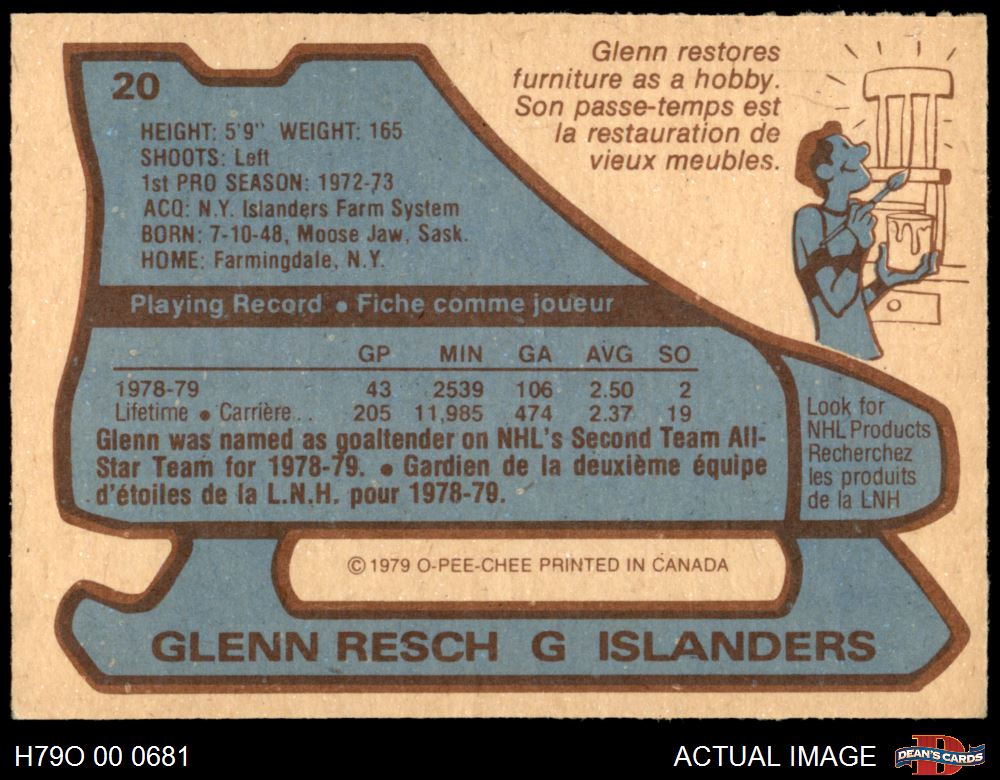 20
Glenn restores
furniture as a hobby.
Son passe-temps est
la restauration de
vieux meubles.
HEIGHT: 5'9" WEIGHT: 165
SHOOTS: Left
1st PRO SEASON: 1972-73
ACQ: N.Y. Islanders Farm System
BORN: 7-10-48, Moose Jaw, Sask.
HOME: Farmingdale, N.Y.
Playing Record • Fiche comme joueur
GP MIN GA AVG SO
1978-79 43 2539 106 2.50 2
Lifetime • Carrière.. 205 11,985 474 2.37 19
Glenn was named as goaltender on NHL's Second Team All-
Star Team for 1978-79. • Gardien de la deuxième équipe
d'étoiles de la L.N.H. pour 1978-79.
Look for
NHL Products
Recherchez
les produits
de la LNH
© 1979 O-PEE-CHEE PRINTED IN CANADA
GLENN RESCH G ISLANDERS
H79O 00 0681
ACTUAL IMAGE
D
DEAN'S CARDS